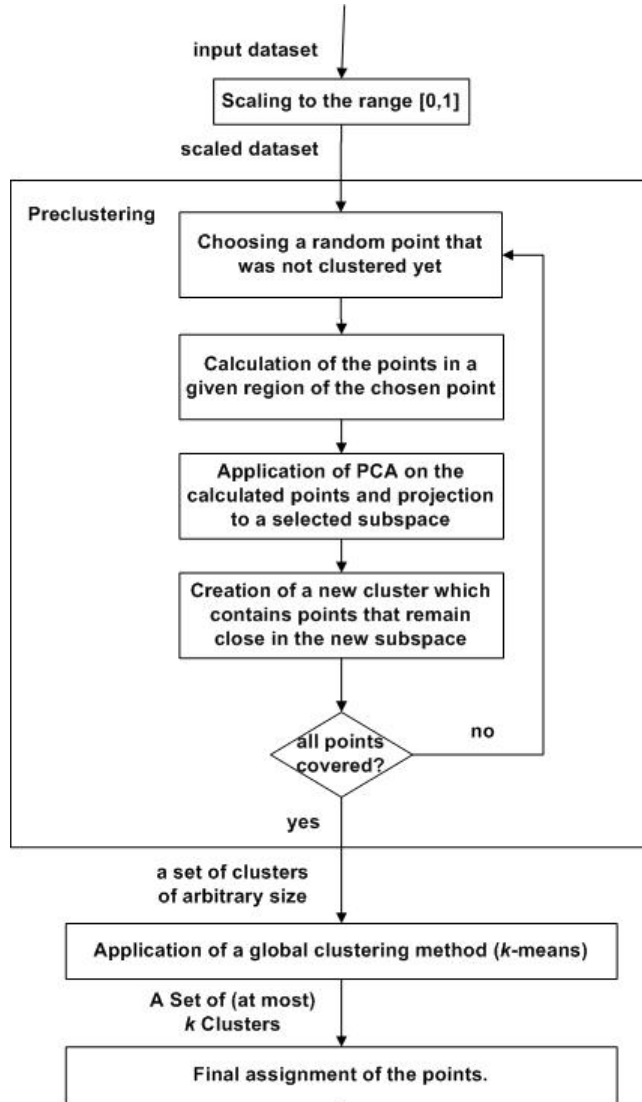 input dataset
Scaling to the range [0,1]
scaled dataset
Preclustering
Choosing a random point that
was not clustered yet
Calculation of the points in a
given region of the chosen point
Application of PCA on the
calculated points and projection
to a selected subspace
Creation of a new cluster which
contains points that remain
close in the new subspace
all points
covered?
no
yes
a set of clusters
of arbitrary size
Application of a global clustering method (k-means)
A Set of (at most)
k Clusters
Final assignment of the points.